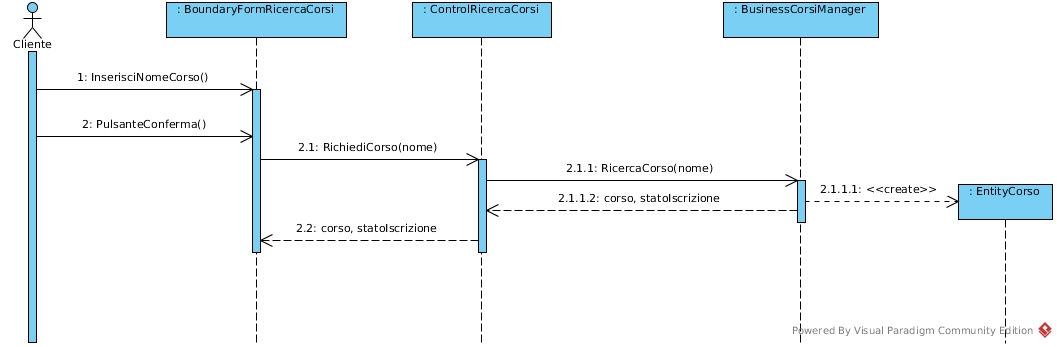 : BoundaryFormRicercaCorsi
: ControlRicercaCorsi
: BusinessCorsiManager
Cliente
1: InserisciNomeCorso()
2: PulsanteConferma()
2.1: RichiediCorso(nome)
2.1.1: RicercaCorso(nome)
2.1.1.1: <<create>>
: EntityCorso
2.1.1.2: corso, statoIscrizione
2.2: corso, statoIscrizione
Powered By Visual Paradigm Community Edition